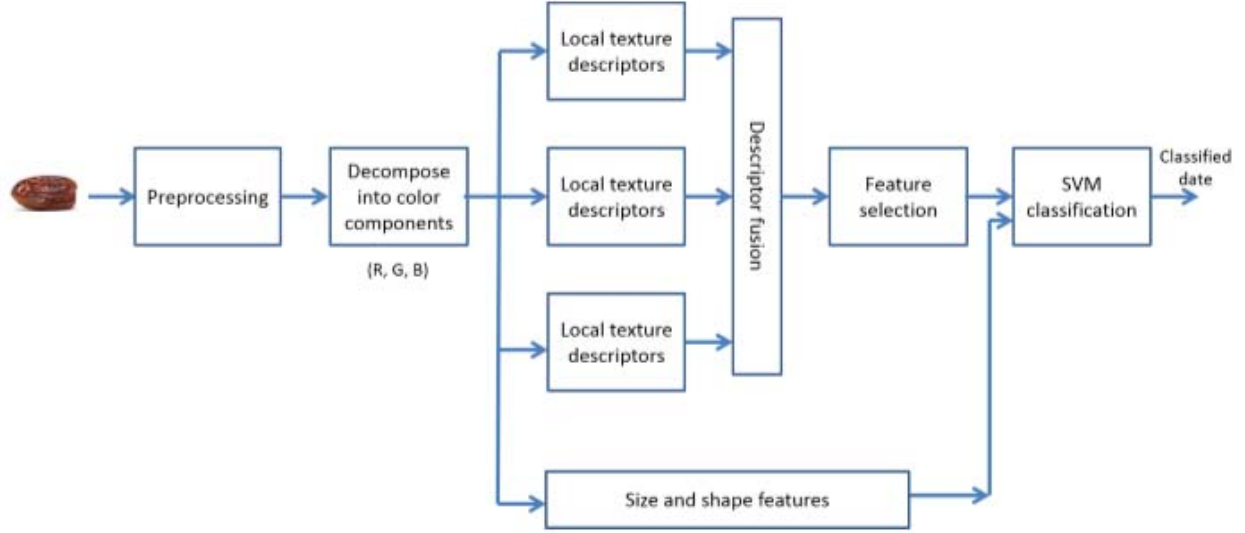 Preprocessing
Decompose
into color
components
(R, G, B)
Local texture
descriptors
Local texture
descriptors
Local texture
descriptors
Size and shape features
Descriptor fusion
Feature
selection
SVM
classification
Classified
date